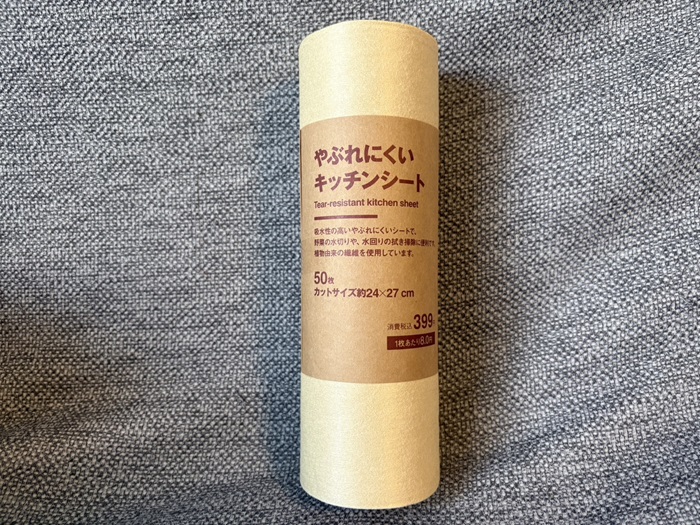 やぶれにくい
キッチンシート
Tear-resistant kitchen sheet
吸水性の高いやぶれにくいシートで、
野菜の水切りや、水回りの拭き掃除に便利です
植物由来の繊維を使用しています。
50枚
カットサイズ約24×27cm
消費税込399
1枚あたり8.0円